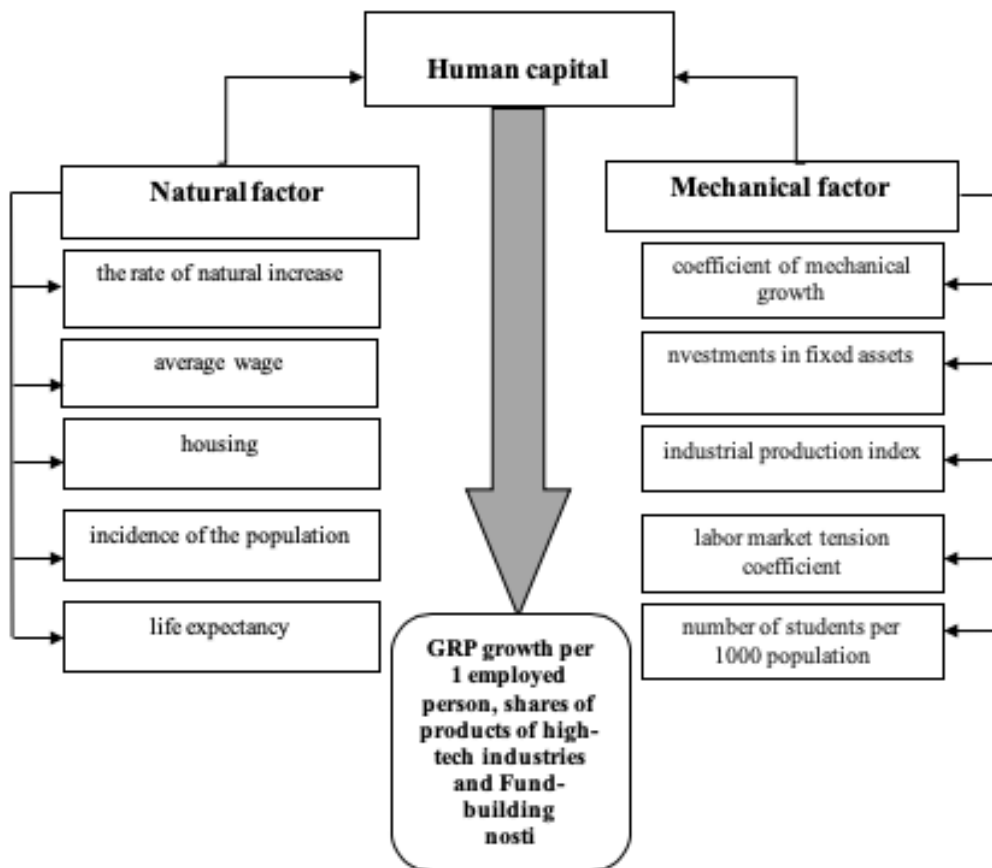 Human capital
Natural factor
the rate of natural increase
average wage
housing
incidence of the population
life expectancy
Mechanical factor
coefficient of mechanical
growth
nvestments in fixed assets
industrial production index
labor market tension
coefficient
number of students per
1000 population
GRP growth per
1 employed
person, shares of
products of high-
tech industries
and Fund-
building
nosti